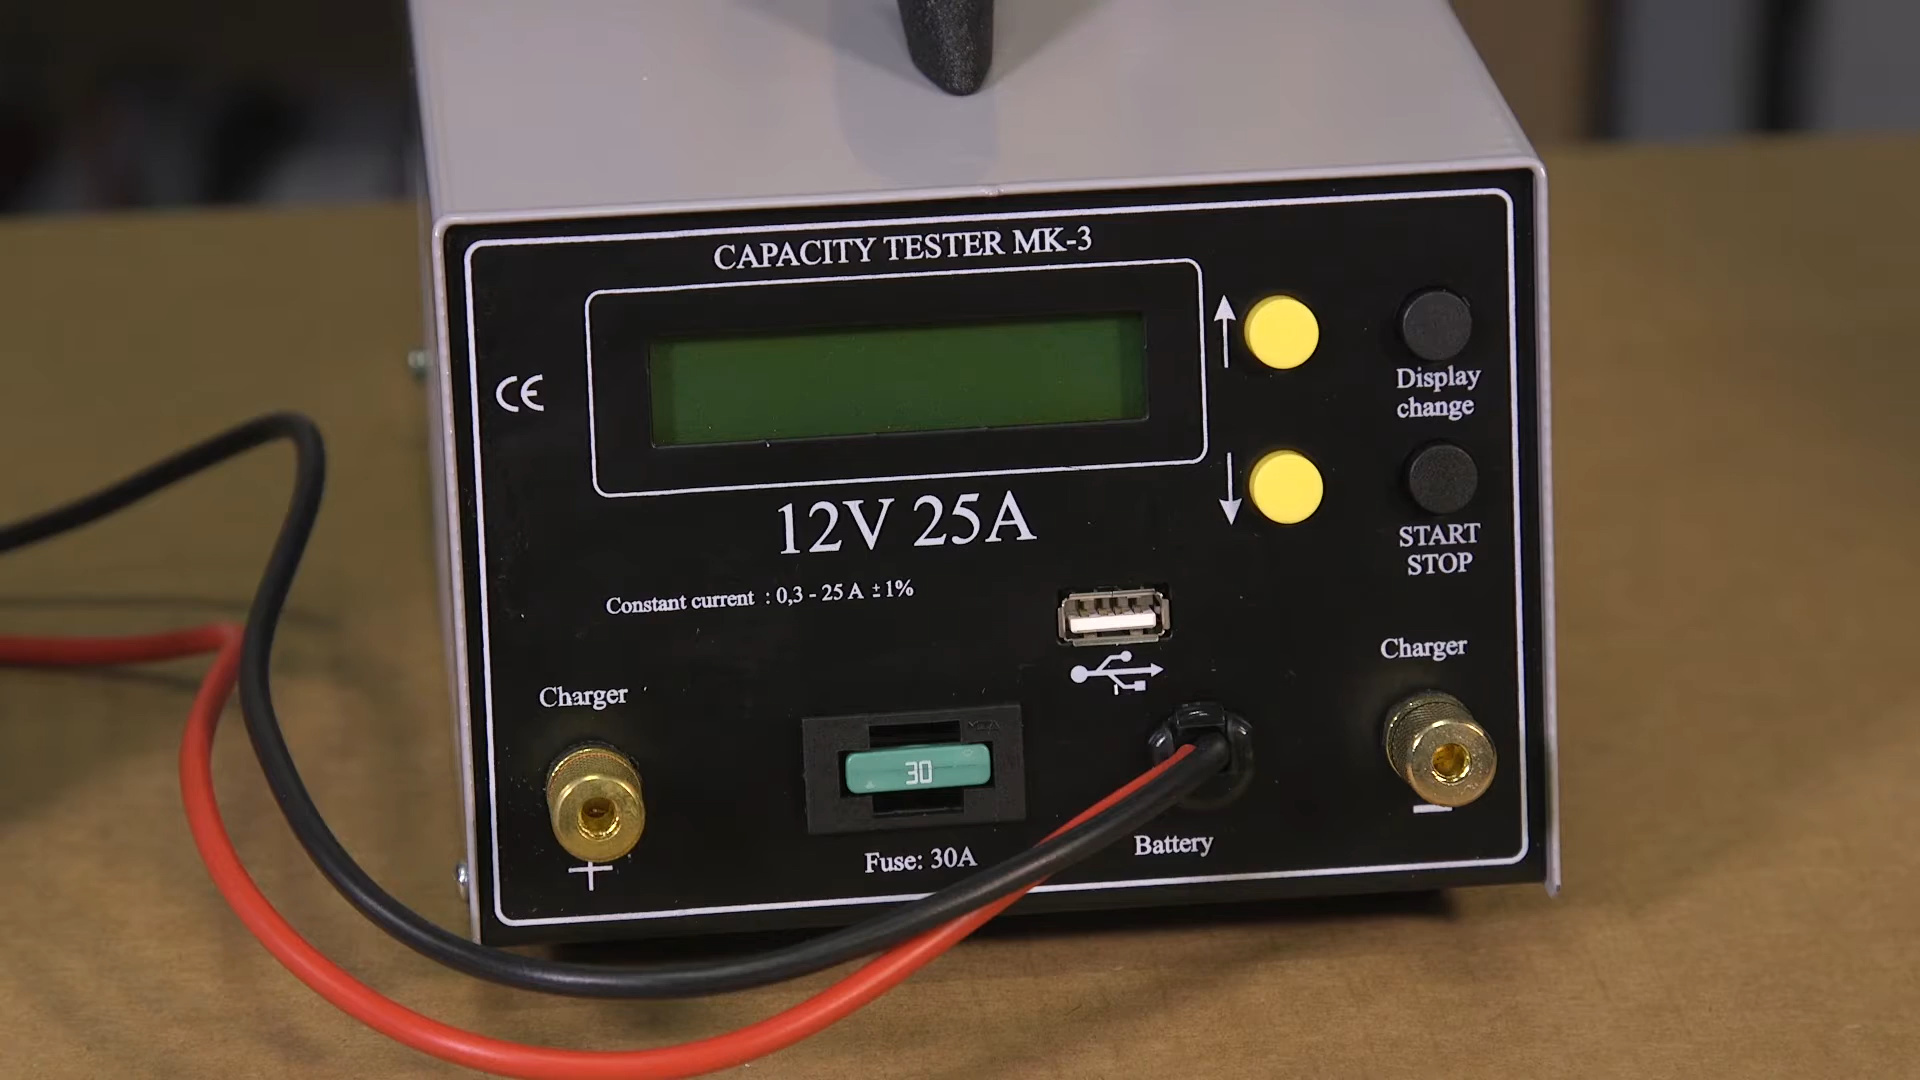 CAPACITY TESTER MK-3
CE
Display
change
12V 25A
START
STOP
Constant current : 0,3 - 25 A ±1%
Charger
Charger
30
Battery
Fuse: 30A
+
−